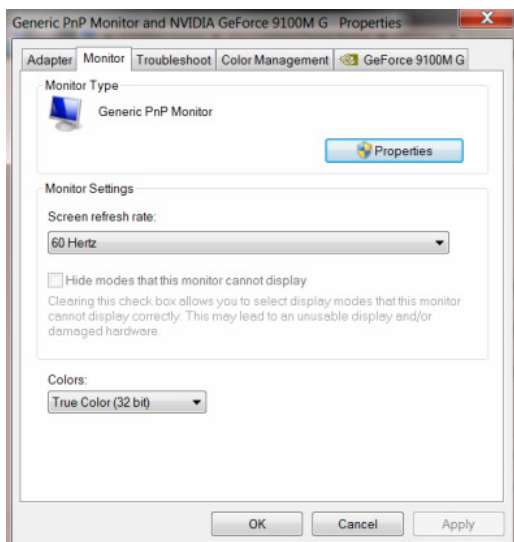 Generic PnP Monitor and NVIDIA GeForce 9100M G Properties
X
Adapter Monitor Troubleshoot Color Management GeForce 9100M G
Monitor Type
Generic PnP Monitor
Properties
Monitor Settings
Screen refresh rate:
60 Hertz
Hide modes that this monitor cannot display
Clearing this check box allows you to select display modes that this monitor
cannot display correctly. This may lead to an unusable display and/or
damaged hardware.
Colors:
True Color (32 bit)
OK Cancel Apply